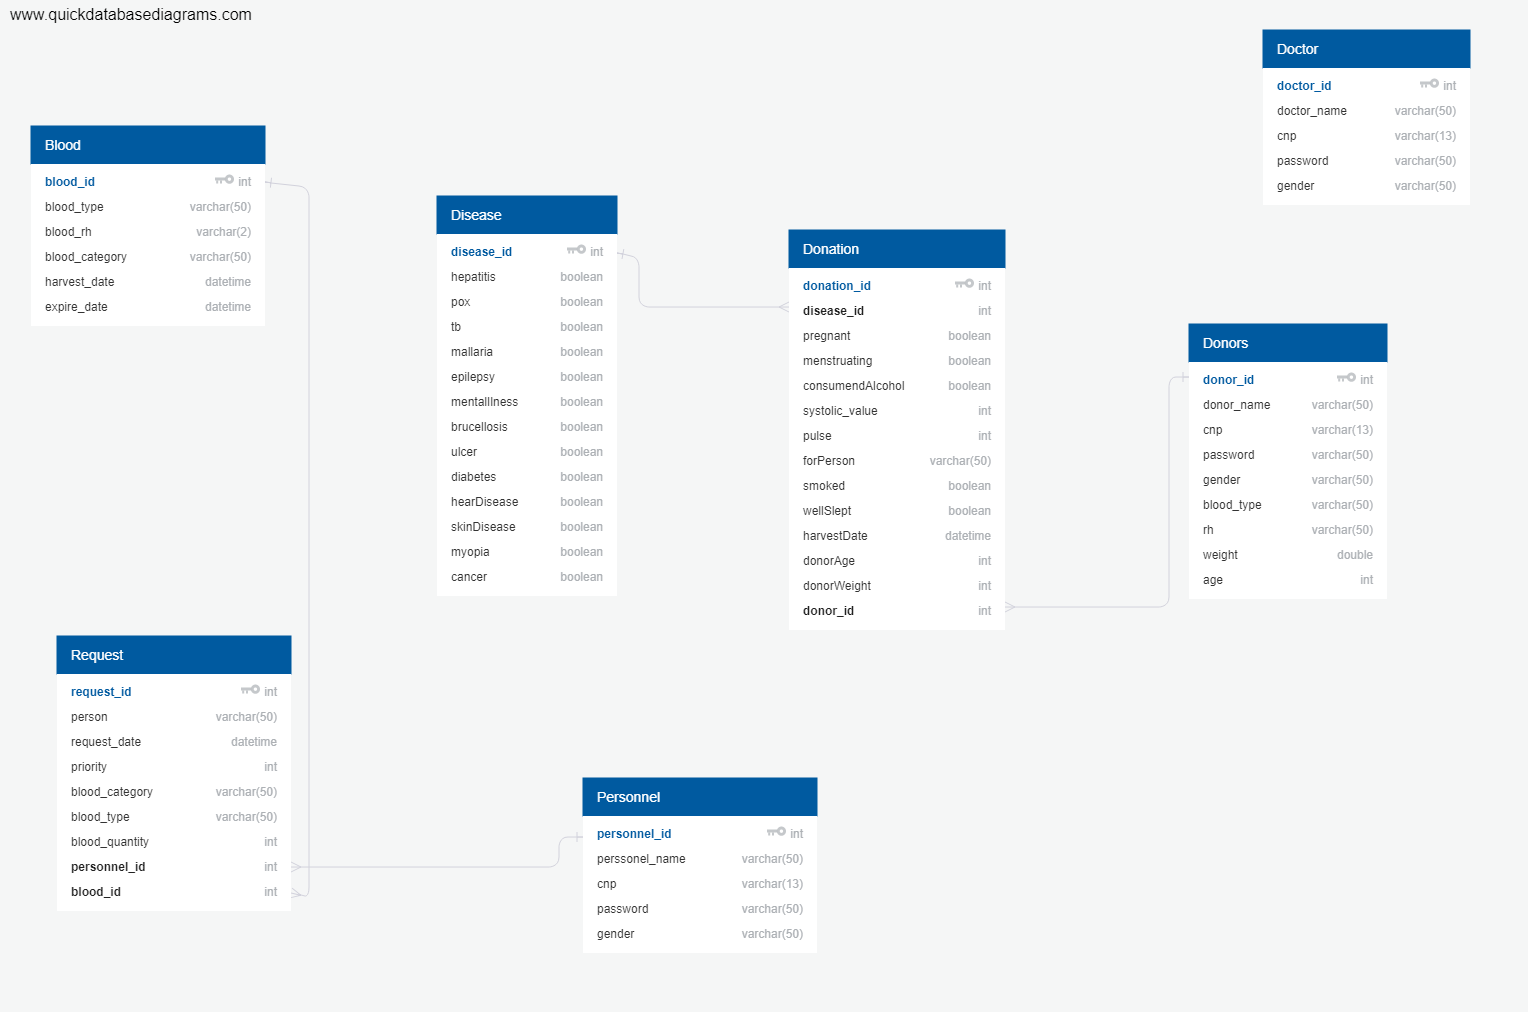 www.quickdatabasediagrams.com
Doctor
doctor_id int
doctor_name varchar(50)
cnp varchar(13)
password varchar(50)
gender varchar(50)
Blood
blood_id int
blood_type varchar(50)
blood_rh varchar(2)
blood_category varchar(50)
harvest_date datetime
expire_date datetime
Disease
disease_id int
hepatitis boolean
pox boolean
tb boolean
mallaria boolean
epilepsy boolean
mentalIlness boolean
brucellosis boolean
ulcer boolean
diabetes boolean
hearDisease boolean
skinDisease boolean
myopia boolean
cancer boolean
Donation
donation_id int
disease_id int
pregnant boolean
menstruating boolean
consumendAlcohol boolean
systolic_value int
pulse int
forPerson varchar(50)
smoked boolean
wellSlept boolean
harvestDate datetime
donorAge int
donorWeight int
donor_id int
Donors
donor_id int
donor_name varchar(50)
cnp varchar(13)
password varchar(50)
gender varchar(50)
blood_type varchar(50)
rh varchar(50)
weight double
age int
Request
request_id int
person varchar(50)
request_date datetime
priority int
blood_category varchar(50)
blood_type varchar(50)
blood_quantity int
personnel_id int
blood_id int
Personnel
personnel_id int
perssonel_name varchar(50)
cnp varchar(13)
password varchar(50)
gender varchar(50)